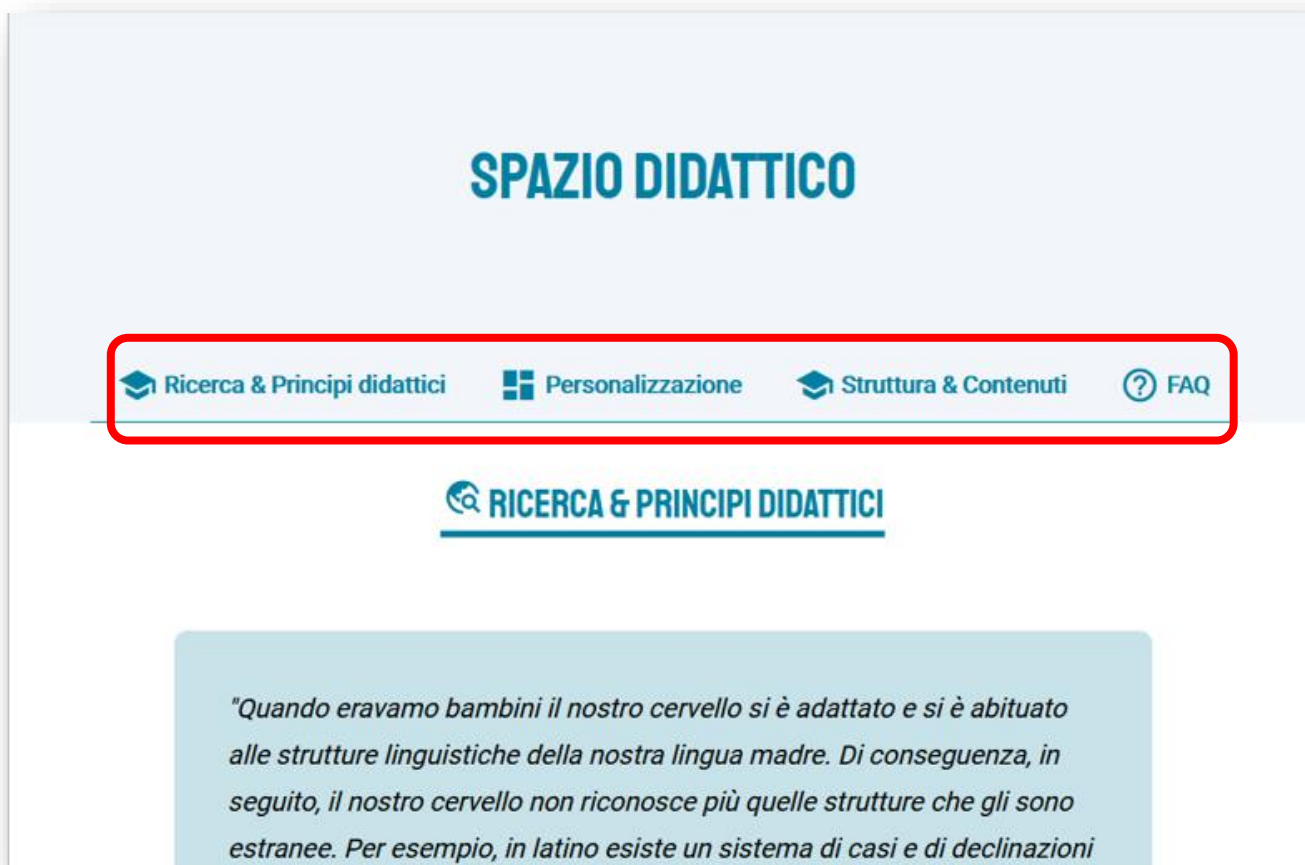 SPAZIO DIDATTICO
Ricerca & Principi didattici Personalizzazione Struttura & Contenuti FAQ
RICERCA & PRINCIPI DIDATTICI
"Quando eravamo bambini il nostro cervello si è adattato e si è abituato
alle strutture linguistiche della nostra lingua madre. Di conseguenza, in
seguito, il nostro cervello non riconosce più quelle strutture che gli sono
estranee. Per esempio, in latino esiste un sistema di casi e di declinazioni